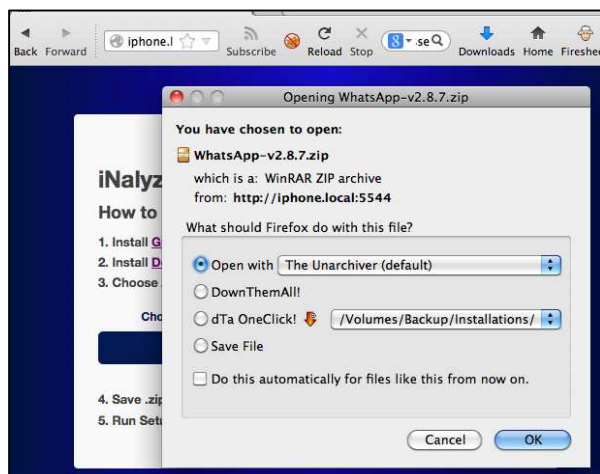 Back Forward iphone.l Subscribe Reload Stop .se Downloads Home Fireshee
Opening WhatsApp-v2.8.7.zip
You have chosen to open:
WhatsApp-v2.8.7.zip
which is a: WinRAR ZIP archive
from: http://iphone.local:5544
What should Firefox do with this file?
Open with The Unarchiver (default)
DownThemAll!
dTa OneClick! /Volumes/Backup/Installations/
Save File
Do this automatically for files like this from now on.
Cancel OK
iNalyz
How to
1. Install G
2. Install D
3. Choose
Cho
4. Save .zip
5. Run Set